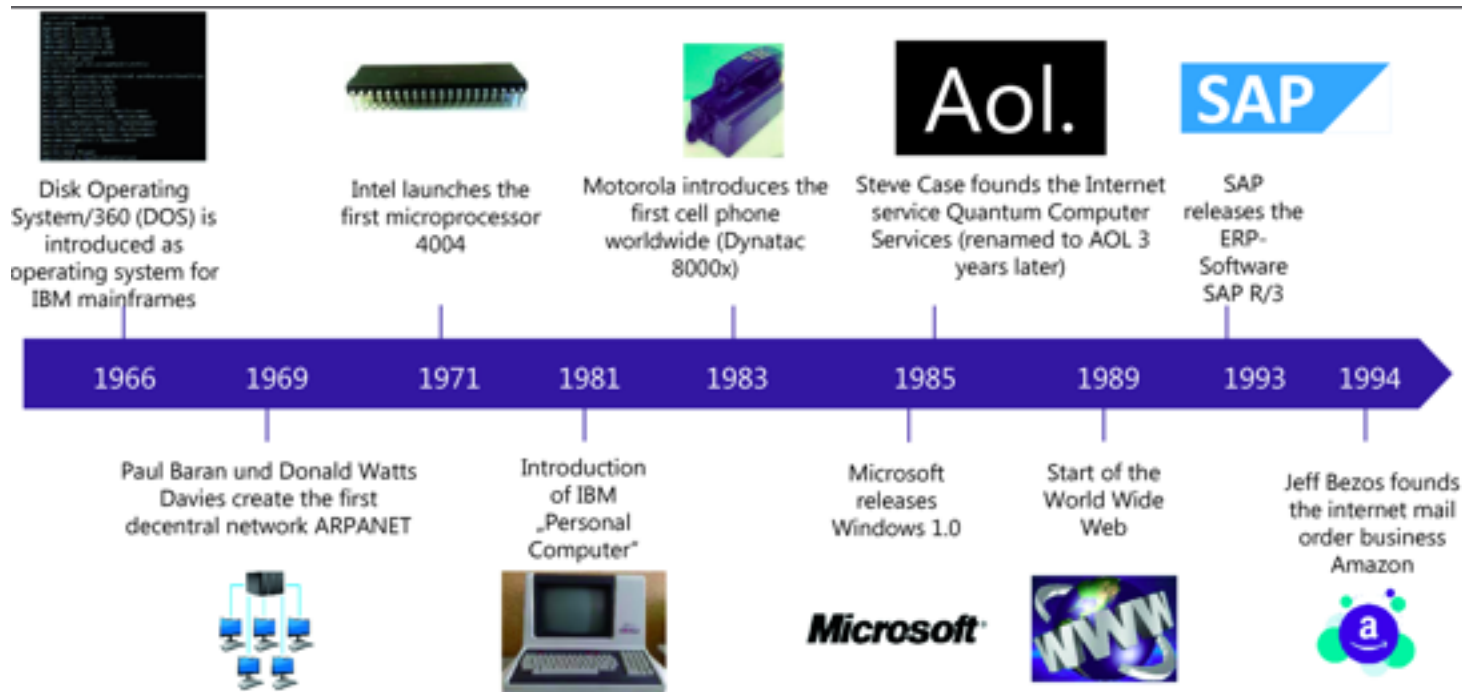 Aol.
SAP
Disk Operating
System/360 (DOS) is
introduced as
operating system for
IBM mainframes
Intel launches the
first microprocessor
4004
Motorola introduces the
first cell phone
worldwide (Dynatac
8000x)
Steve Case founds the Internet
service Quantum Computer
Services (renamed to AOL 3
years later)
SAP
releases the
ERP-
Software
SAP R/3
1966
1969
1971
1981
1983
1985
1989
1993
1994
Paul Baran und Donald Watts
Davies create the first
decentral network ARPANET
Introduction
of IBM
„Personal
Computer"
Microsoft
releases
Windows 1.0
Start of the
World Wide
Web
Jeff Bezos founds
the internet mail
order business
Amazon
Microsoft
WWW
a